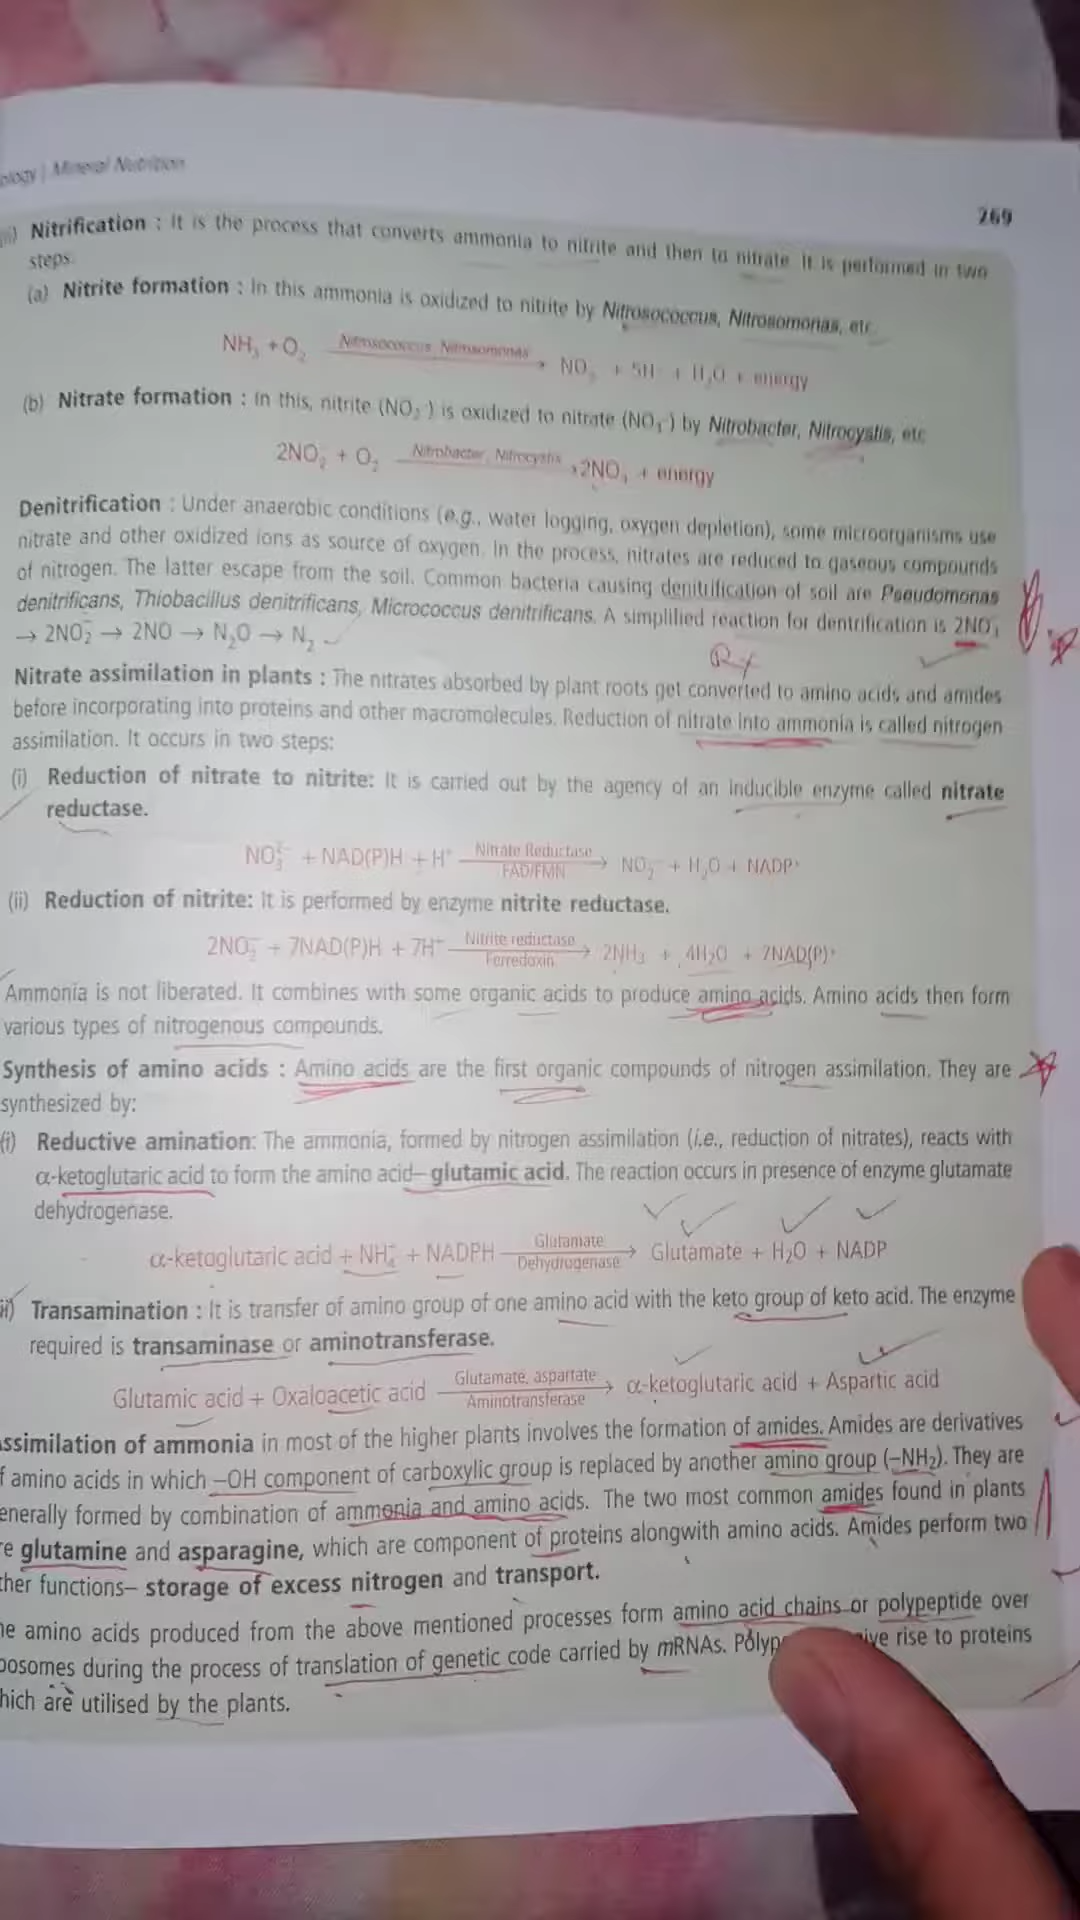 ology | Mineral Nutrition
269
Nitrification : It is the process that converts ammonia to nitrite and then to nitrate. It is performed in two
steps.
(a) Nitrite formation : In this ammonia is oxidized to nitrite by Nitrosococcus, Nitrosomonas, etc.
NH₃ + O₂ Nitrosococcus, Nitrosomonas → NO₂ + 5H + H₂O + energy
(b) Nitrate formation : In this, nitrite (NO₂⁻) is oxidized to nitrate (NO₃⁻) by Nitrobacter, Nitrocystis, etc
2NO₂⁻ + O₂ Nitrobacter, Nitrocystis → 2NO₃ + energy
Denitrification : Under anaerobic conditions (e.g., water logging, oxygen depletion), some microorganisms use
nitrate and other oxidized ions as source of oxygen. In the process, nitrates are reduced to gaseous compounds
of nitrogen. The latter escape from the soil. Common bacteria causing denitrification of soil are Pseudomonas
denitrificans, Thiobacillus denitrificans, Micrococcus denitrificans. A simplified reaction for dentrification is 2NO₃
→ 2NO₂⁻ → 2NO → N₂O → N₂
Rx
Nitrate assimilation in plants : The nitrates absorbed by plant roots get converted to amino acids and amides
before incorporating into proteins and other macromolecules. Reduction of nitrate into ammonia is called nitrogen
assimilation. It occurs in two steps:
(i) Reduction of nitrate to nitrite: It is carried out by the agency of an inducible enzyme called nitrate
reductase.
NO₃⁻ + NAD(P)H + H⁺ Nitrate Reductase FAD/FMN → NO₂⁻ + H₂O + NADP⁺
(ii) Reduction of nitrite: It is performed by enzyme nitrite reductase.
2NO₂⁻ + 7NAD(P)H + 7H⁺ Nitrite reductase Ferredoxin → 2NH₃ + 4H₂O + 7NAD(P)⁺
Ammonia is not liberated. It combines with some organic acids to produce amino acids. Amino acids then form
various types of nitrogenous compounds.
Synthesis of amino acids : Amino acids are the first organic compounds of nitrogen assimilation. They are
synthesized by:
(i) Reductive amination: The ammonia, formed by nitrogen assimilation (i.e., reduction of nitrates), reacts with
α-ketoglutaric acid to form the amino acid– glutamic acid. The reaction occurs in presence of enzyme glutamate
dehydrogenase.
α-ketoglutaric acid + NH₄⁺ + NADPH Glutamate Dehydrogenase → Glutamate + H₂O + NADP
ii) Transamination : It is transfer of amino group of one amino acid with the keto group of keto acid. The enzyme
required is transaminase or aminotransferase.
Glutamic acid + Oxaloacetic acid Glutamate, aspartate Aminotransferase → α-ketoglutaric acid + Aspartic acid
ssimilation of ammonia in most of the higher plants involves the formation of amides. Amides are derivatives
f amino acids in which –OH component of carboxylic group is replaced by another amino group (–NH₂). They are
enerally formed by combination of ammonia and amino acids. The two most common amides found in plants
re glutamine and asparagine, which are component of proteins alongwith amino acids. Amides perform two
ther functions– storage of excess nitrogen and transport.
he amino acids produced from the above mentioned processes form amino acid chains or polypeptide over
bosomes during the process of translation of genetic code carried by mRNAs. Polyp give rise to proteins
hich are utilised by the plants.